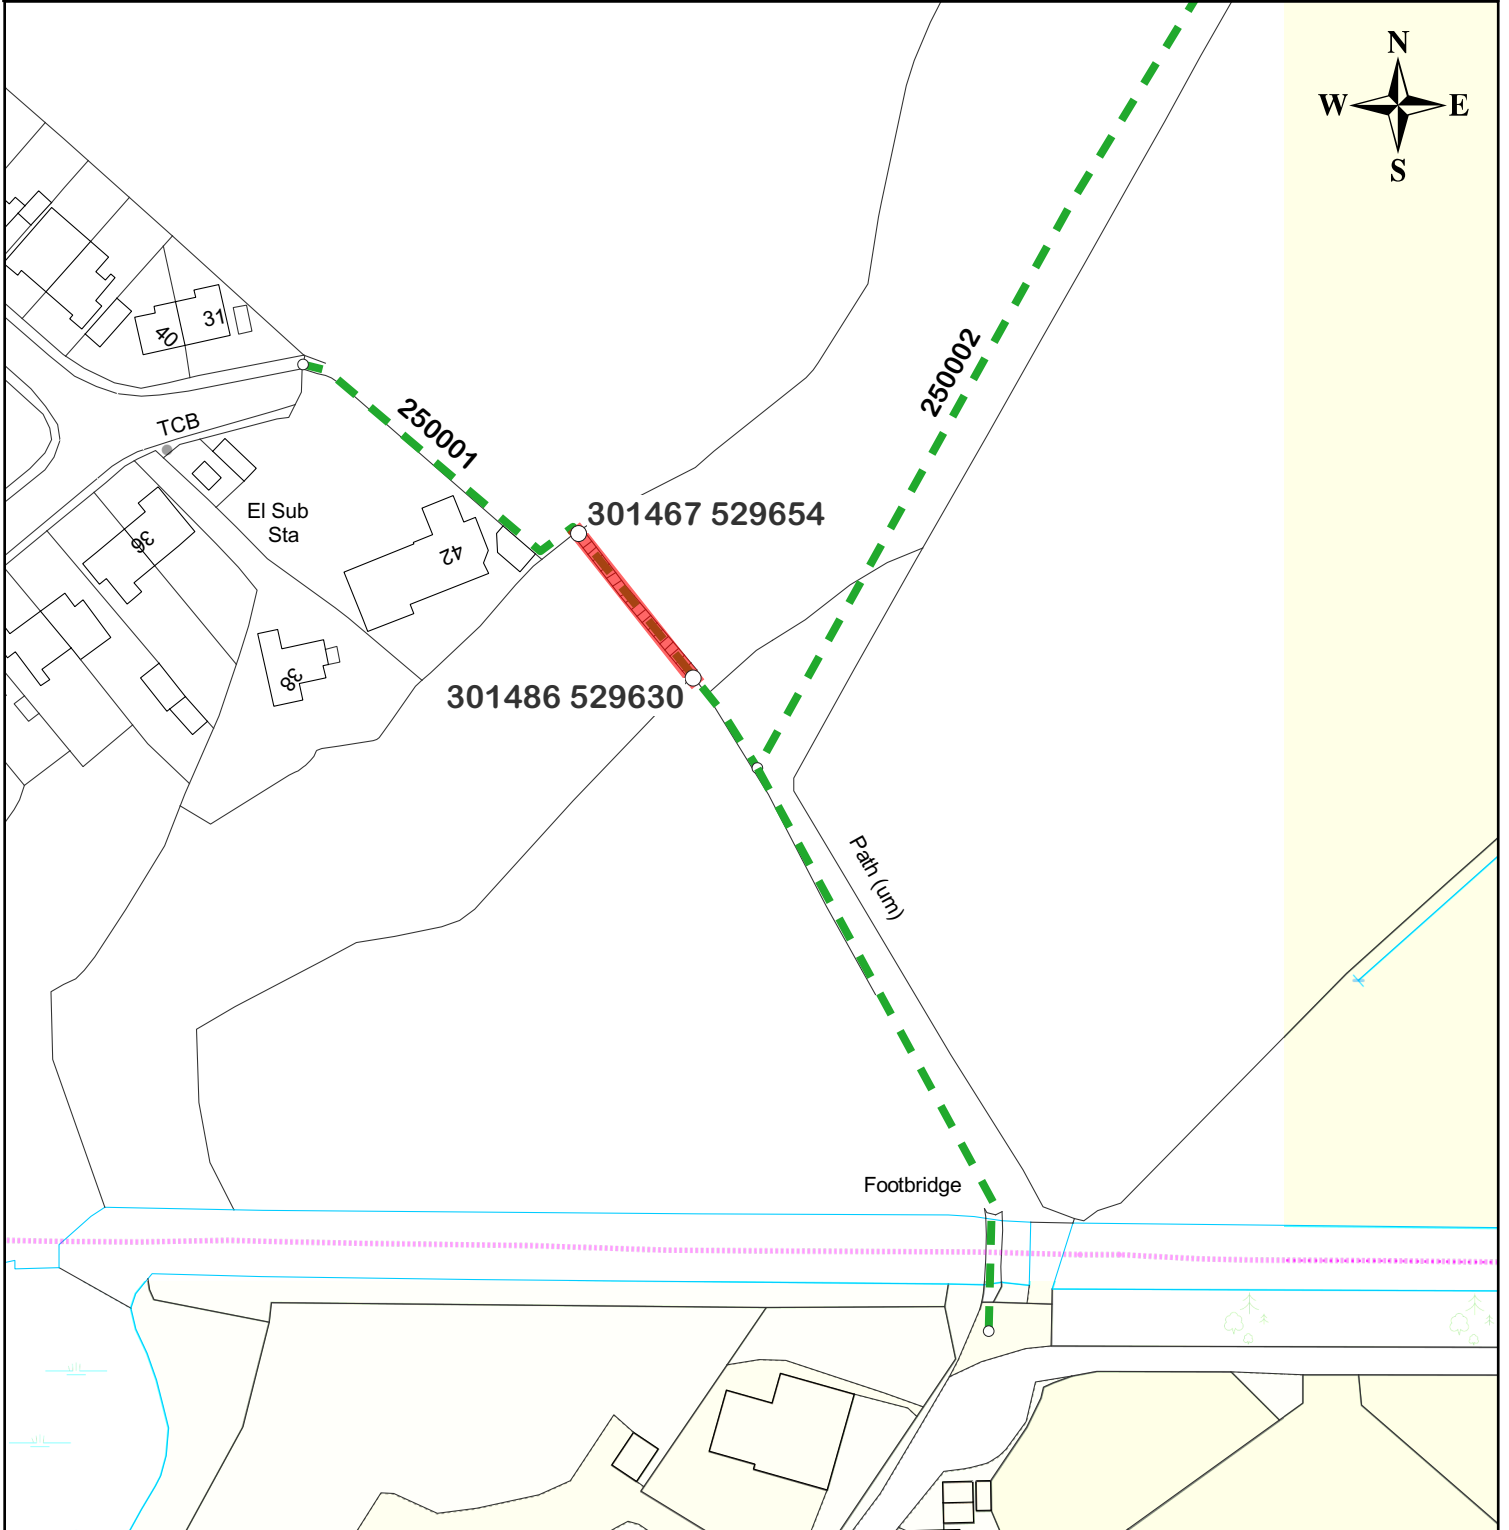 N
W E
S
250002
31
40
250001
TCB
301467 529654
El Sub
Sta
36
42
38
301486 529630
Path (um)
Footbridge